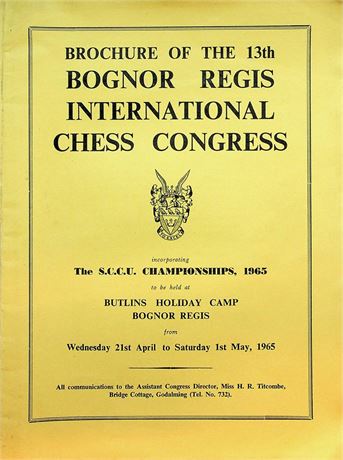 BROCHURE OF THE 13th
BOGNOR REGIS
INTERNATIONAL
CHESS CONGRESS
incorporating
The S.C.C.U. CHAMPIONSHIPS, 1965
to be held at
BUTLINS HOLIDAY CAMP
BOGNOR REGIS
from
Wednesday 21st April to Saturday 1st May, 1965
All communications to the Assistant Congress Director, Miss H. R. Titcombe,
Bridge Cottage, Godalming (Tel. No. 732).